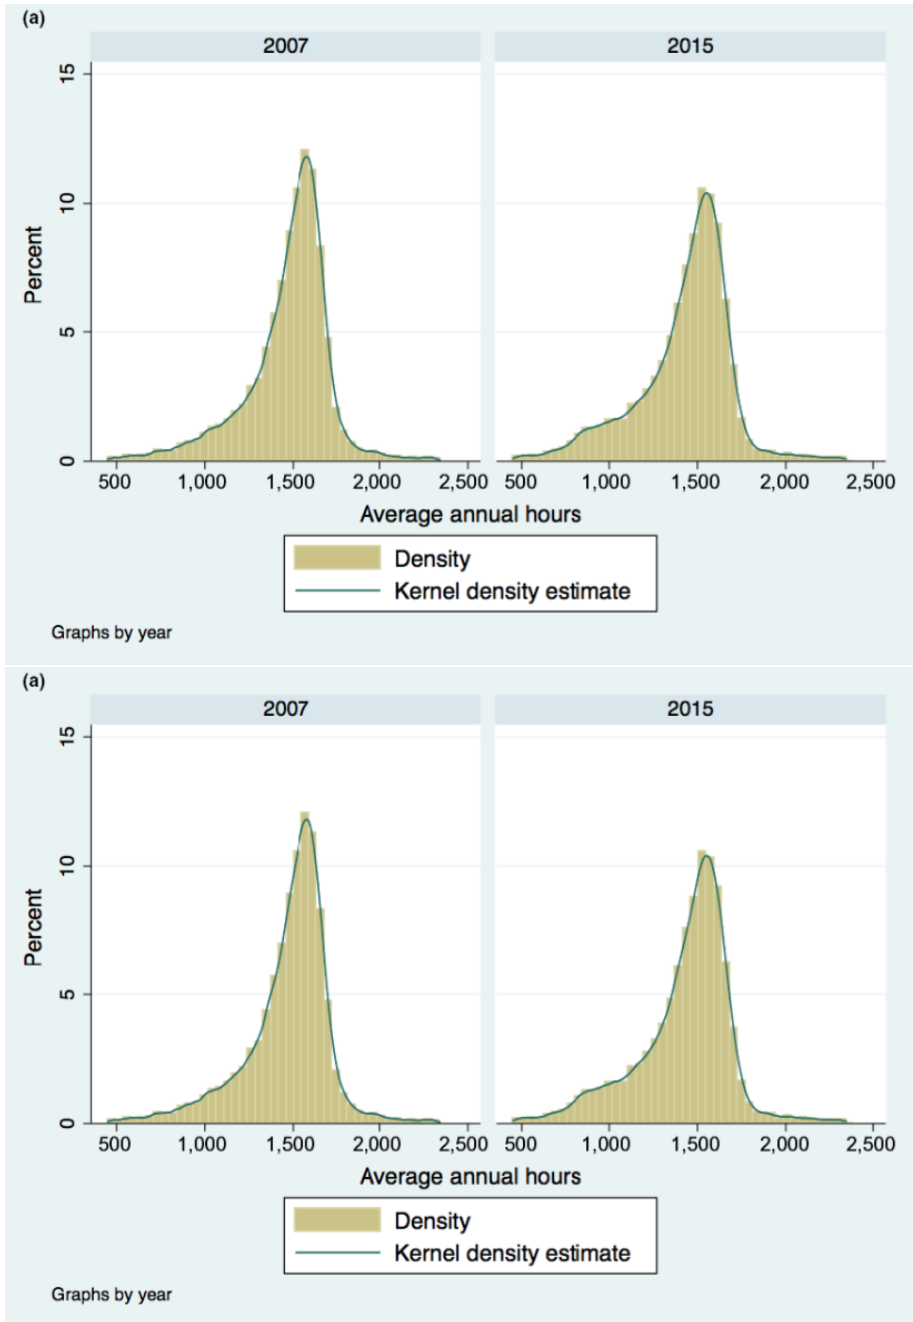 (a)
2007 2015
15
10
5
0
Percent
500 1,000 1,500 2,000 2,500 500 1,000 1,500 2,000 2,500
Average annual hours
Density
Kernel density estimate
Graphs by year
(a)
2007 2015
15
10
5
0
Percent
500 1,000 1,500 2,000 2,500 500 1,000 1,500 2,000 2,500
Average annual hours
Density
Kernel density estimate
Graphs by year